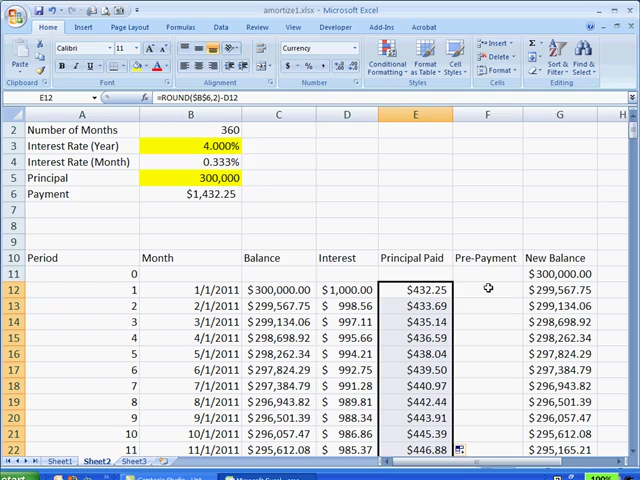 amortize1.xlsx - Microsoft Excel
Home Insert Page Layout Formulas Data Review View Add-Ins Acrobat
Calibri 11 Currency Insert
Paste B I U $ % , Conditional Formatting Format as Table Cell Styles Delete Format Sort & Filter Find & Select
Clipboard Font Alignment Number Styles Cells Editing
E12 =ROUND($B$6,2)-D12
A B C D E F G H
2 Number of Months 360
3 Interest Rate (Year) 4.000%
4 Interest Rate (Month) 0.333%
5 Principal 300,000
6 Payment $1,432.25
7
8
9
10 Period Month Balance Interest Principal Paid Pre-Payment New Balance
11 0 $300,000.00
12 1 1/1/2011 $300,000.00 $1,000.00 $432.25 $299,567.75
13 2 2/1/2011 $299,567.75 $ 998.56 $433.69 $299,134.06
14 3 3/1/2011 $299,134.06 $ 997.11 $435.14 $298,698.92
15 4 4/1/2011 $298,698.92 $ 995.66 $436.59 $298,262.34
16 5 5/1/2011 $298,262.34 $ 994.21 $438.04 $297,824.29
17 6 6/1/2011 $297,824.29 $ 992.75 $439.50 $297,384.79
18 7 7/1/2011 $297,384.79 $ 991.28 $440.97 $296,943.82
19 8 8/1/2011 $296,943.82 $ 989.81 $442.44 $296,501.39
20 9 9/1/2011 $296,501.39 $ 988.34 $443.91 $296,057.47
21 10 10/1/2011 $296,057.47 $ 986.86 $445.39 $295,612.08
22 11 11/1/2011 $295,612.08 $ 985.37 $446.88 $295,165.21
Sheet1 Sheet2 Sheet3
start Microsoft Excel 100%